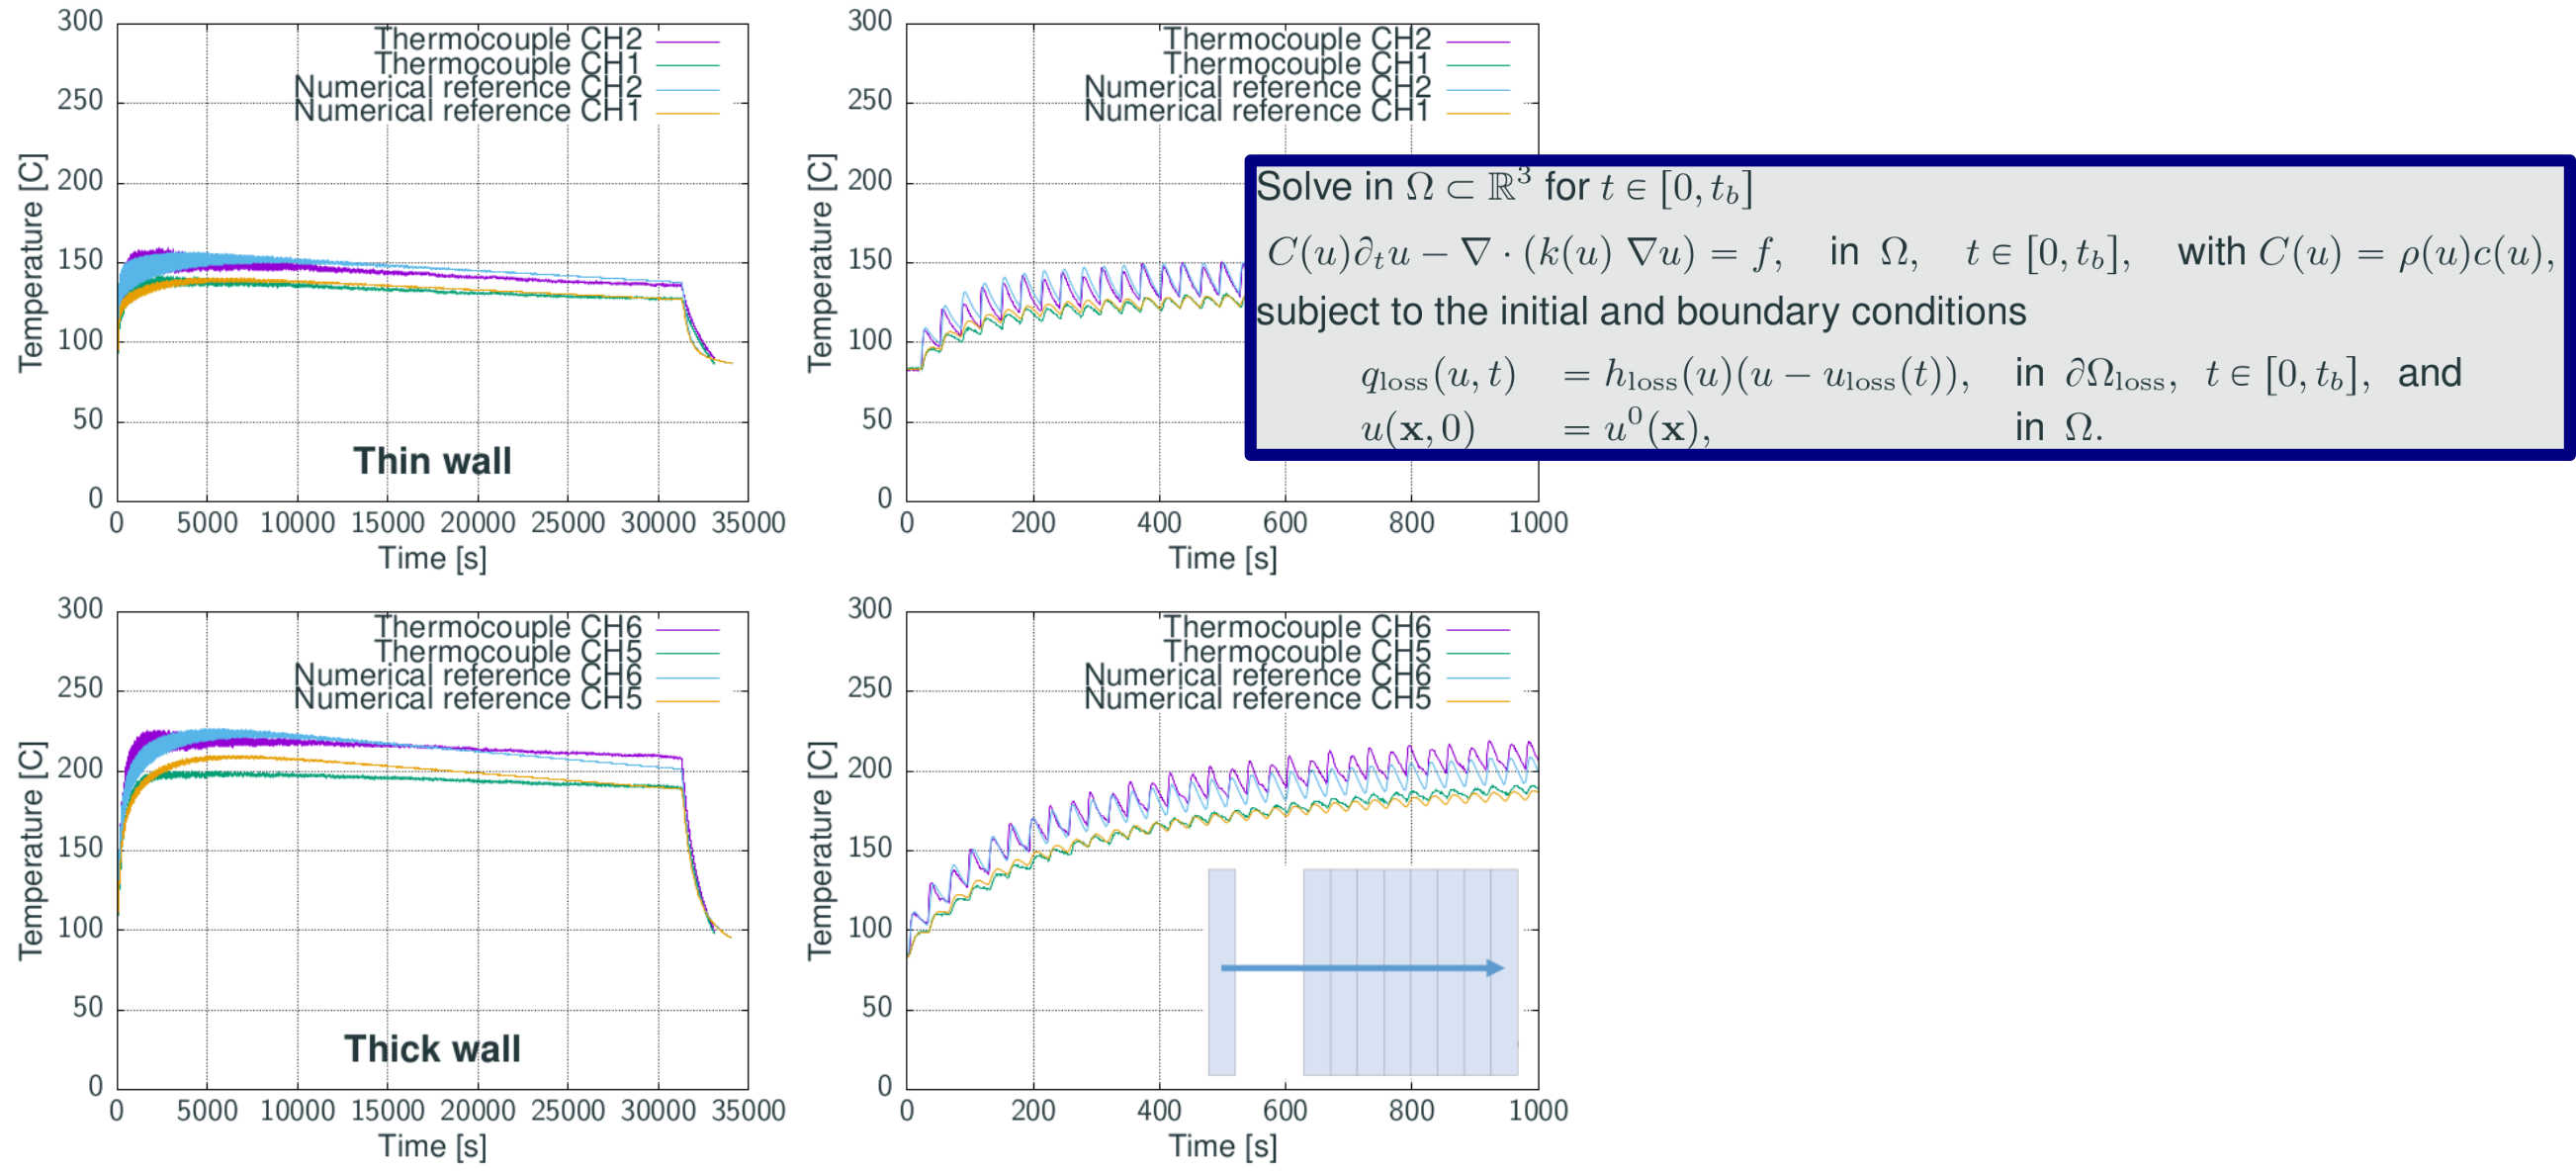 300
250
200
150
100
50
0
Temperature [C]
Thermocouple CH2
Thermocouple CH1
Numerical reference CH2
Numerical reference CH1
Thin wall
0 5000 10000 15000 20000 25000 30000 35000
Time [s]
300
250
200
150
100
50
0
Temperature [C]
Thermocouple CH2
Thermocouple CH1
Numerical reference CH2
Numerical reference CH1
0 200 400 600 800 1000
Time [s]
Solve in Ω ⊂ ℝ³ for t ∈ [0, t_b]
C(u)∂_t u − ∇ · (k(u) ∇u) = f, in Ω, t ∈ [0, t_b], with C(u) = ρ(u)c(u),
subject to the initial and boundary conditions
q_loss(u, t) = h_loss(u)(u − u_loss(t)), in ∂Ω_loss, t ∈ [0, t_b], and
u(x, 0) = u⁰(x), in Ω.
300
250
200
150
100
50
0
Temperature [C]
Thermocouple CH6
Thermocouple CH5
Numerical reference CH6
Numerical reference CH5
Thick wall
0 5000 10000 15000 20000 25000 30000 35000
Time [s]
300
250
200
150
100
50
0
Temperature [C]
Thermocouple CH6
Thermocouple CH5
Numerical reference CH6
Numerical reference CH5
0 200 400 600 800 1000
Time [s]